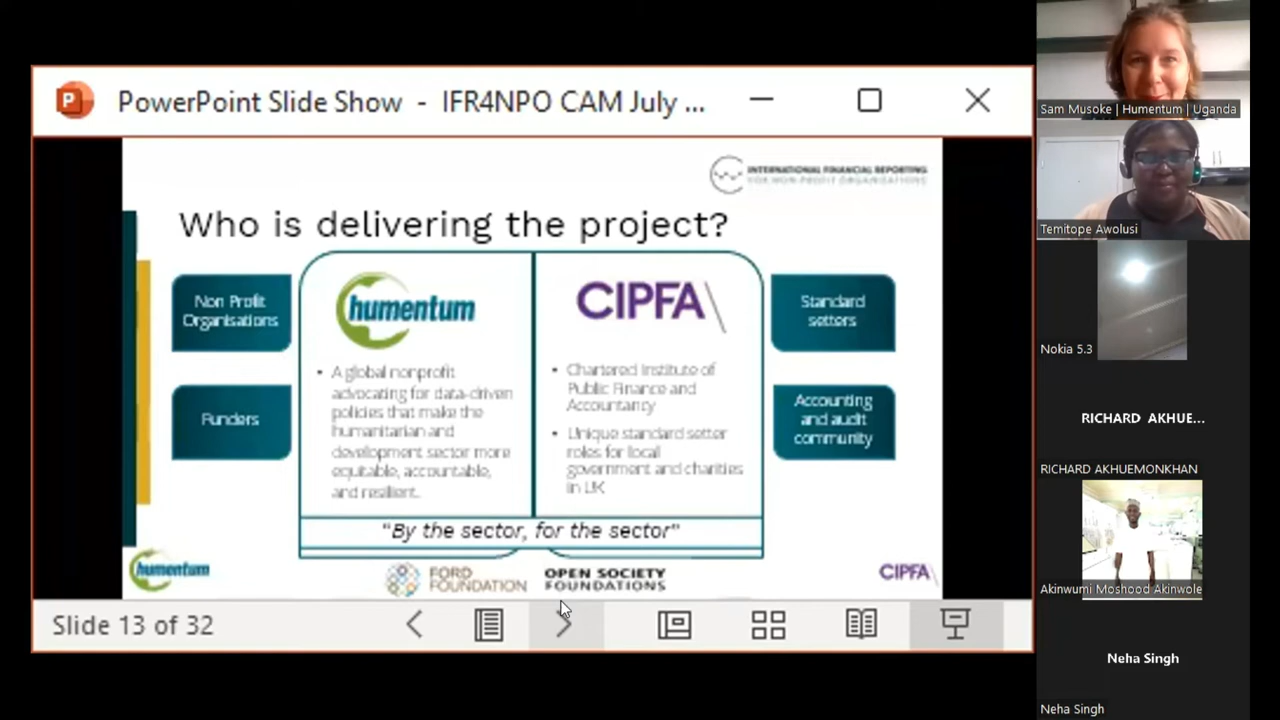 PowerPoint Slide Show - IFR4NPO CAM July ...
INTERNATIONAL FINANCIAL REPORTING
FOR NON-PROFIT ORGANISATIONS
Who is delivering the project?
Non Profit
Organisations
Funders
humentum
• A global nonprofit
advocating for data-driven
policies that make the
humanitarian and
development sector more
equitable, accountable,
and resilient.
CIPFA
• Chartered Institute of
Public Finance and
Accountancy
• Unique standard setter
roles for local
government and charities
in UK
Standard
setters
Accounting
and audit
community
"By the sector, for the sector"
humentum
FORD
FOUNDATION
OPEN SOCIETY
FOUNDATIONS
CIPFA
Slide 13 of 32
Sam Musoke | Humentum | Uganda
Temitope Awolusi
Nokia 5.3
RICHARD AKHUE...
RICHARD AKHUEMONKHAN
Akinwumi Moshood Akinwole
Neha Singh
Neha Singh